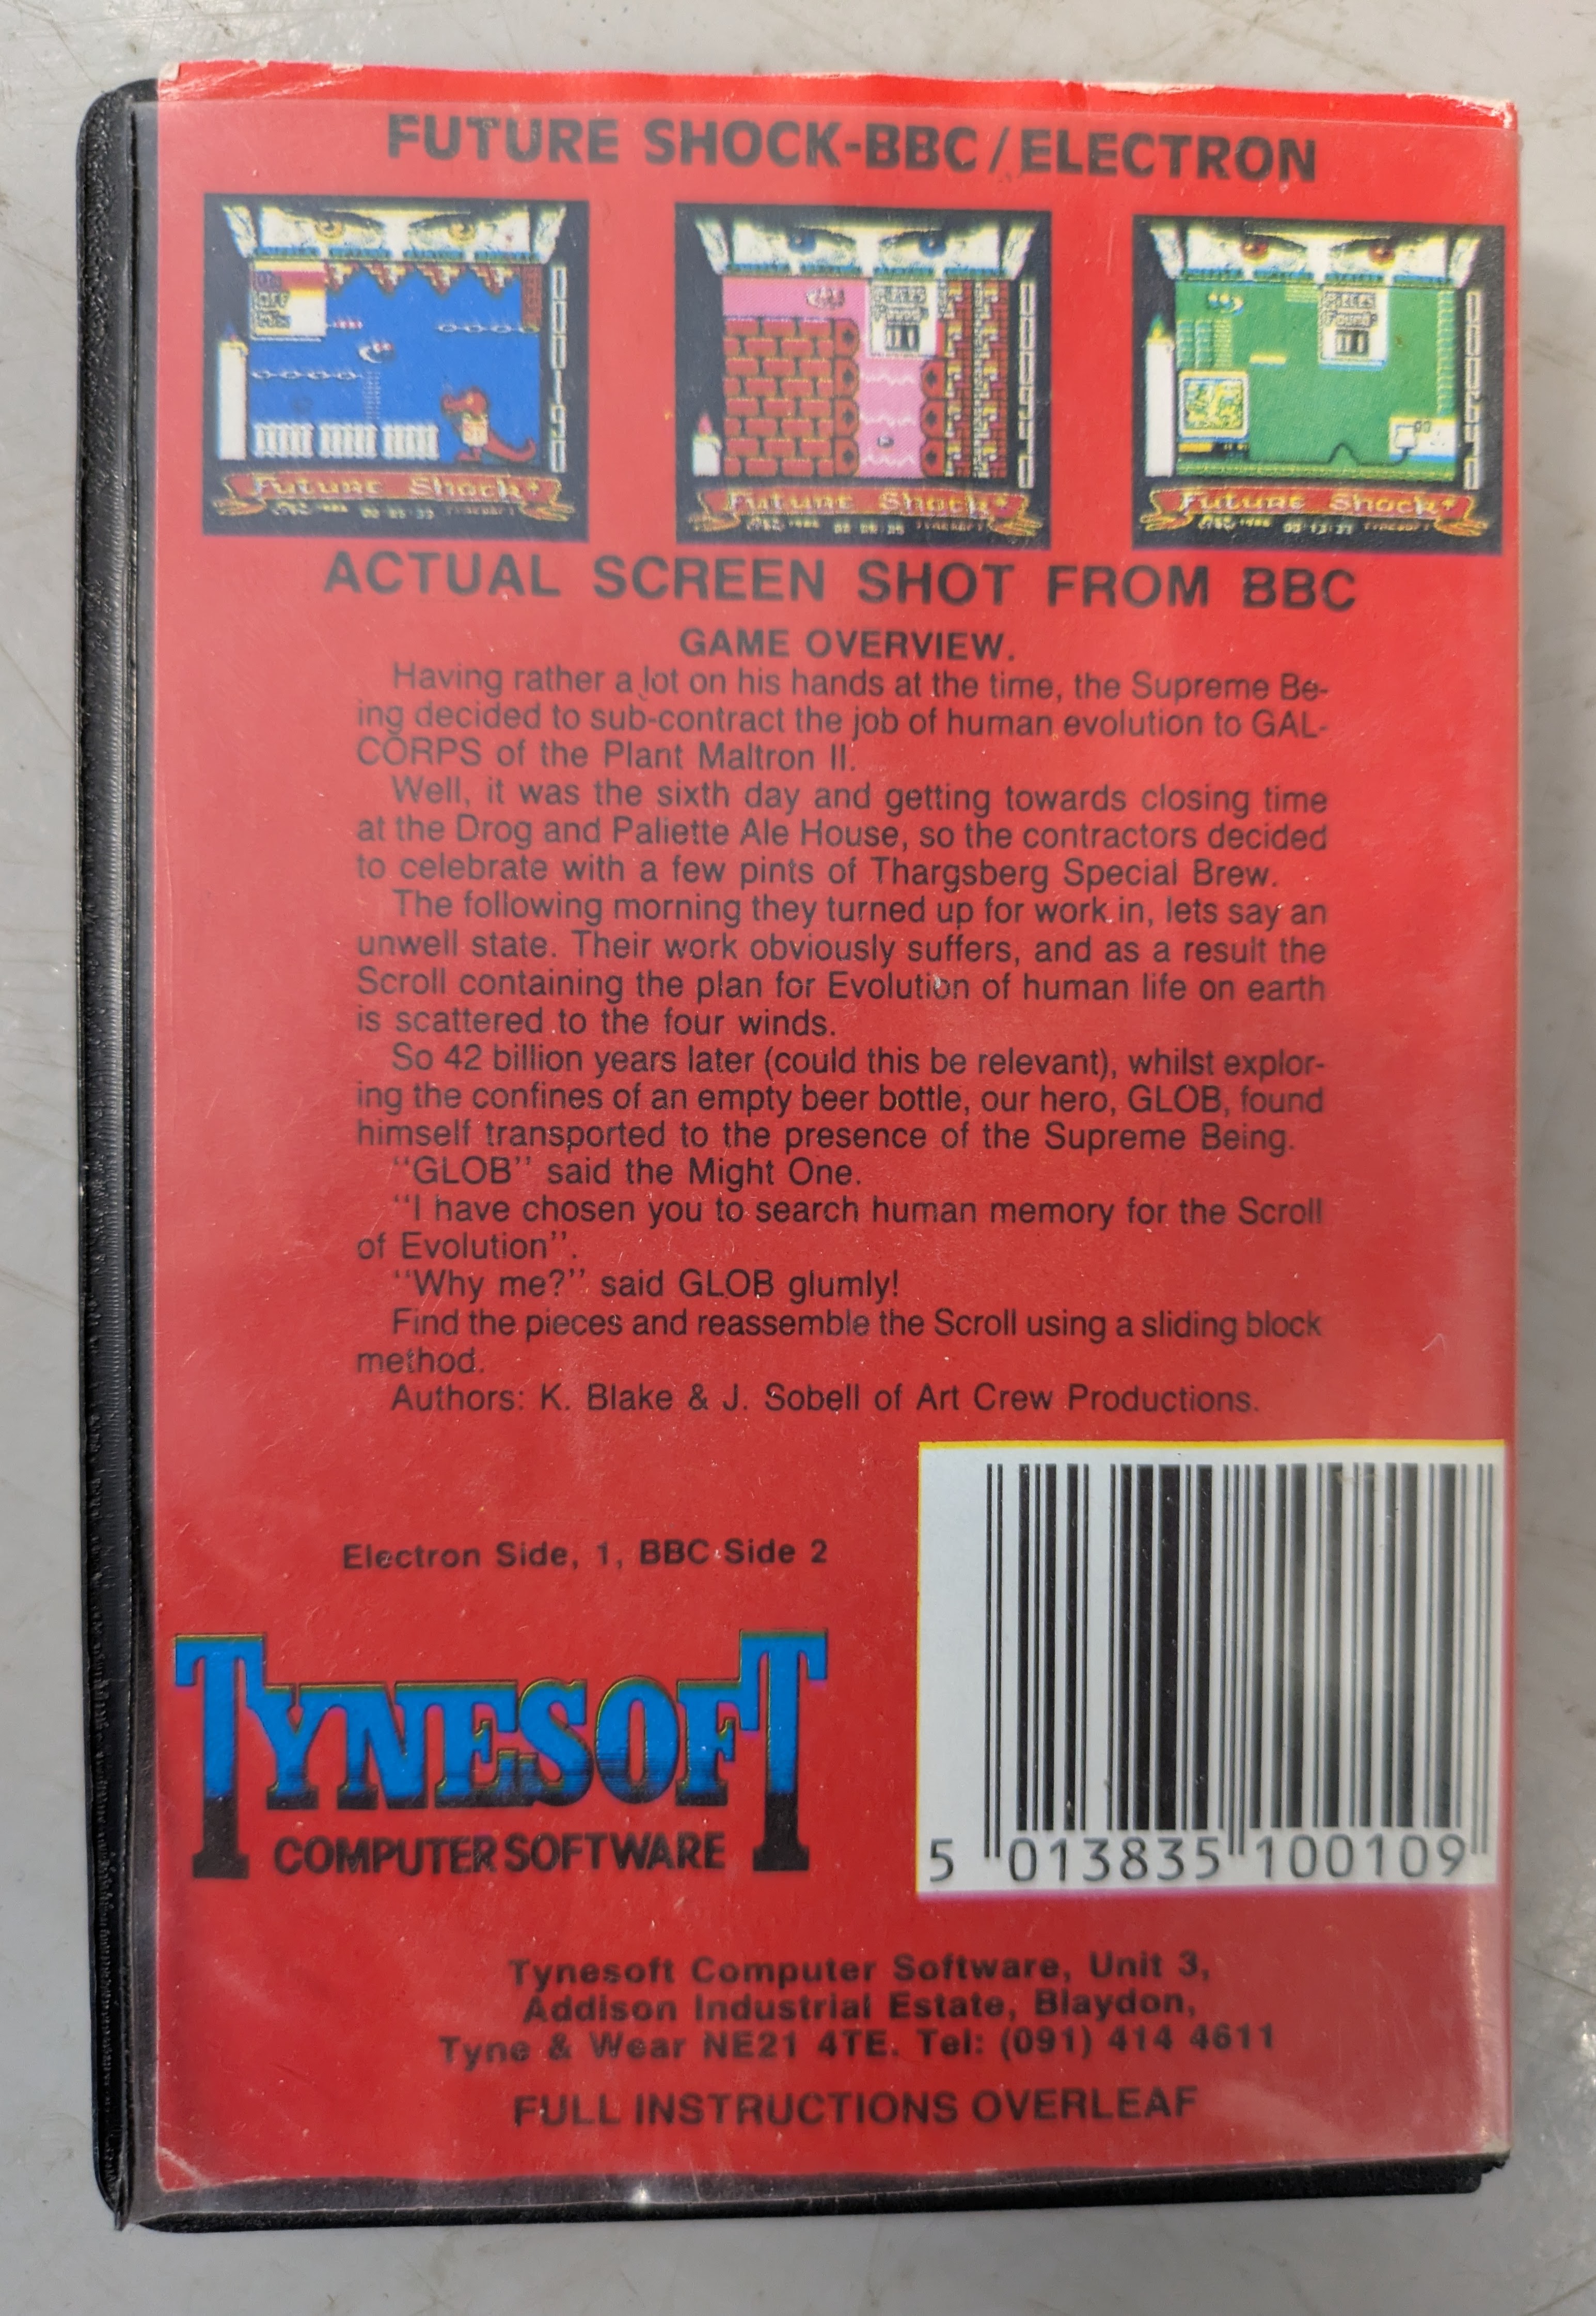 FUTURE SHOCK-BBC/ELECTRON
PIECES
Found:
Future Shock
Future Shock
Future Shock
ACTUAL SCREEN SHOT FROM BBC
GAME OVERVIEW.
Having rather a lot on his hands at the time, the Supreme Be-
ing decided to sub-contract the job of human evolution to GAL-
CORPS of the Plant Maltron II.
Well, it was the sixth day and getting towards closing time
at the Drog and Paliette Ale House, so the contractors decided
to celebrate with a few pints of Thargsberg Special Brew.
The following morning they turned up for work in, lets say an
unwell state. Their work obviously suffers, and as a result the
Scroll containing the plan for Evolution of human life on earth
is scattered to the four winds.
So 42 billion years later (could this be relevant), whilst explor-
ing the confines of an empty beer bottle, our hero, GLOB, found
himself transported to the presence of the Supreme Being.
"GLOB" said the Might One.
"I have chosen you to search human memory for the Scroll
of Evolution".
"Why me?" said GLOB glumly!
Find the pieces and reassemble the Scroll using a sliding block
method.
Authors: K. Blake & J. Sobell of Art Crew Productions.
Electron Side, 1, BBC Side 2
TYNESOFT
COMPUTER SOFTWARE
5 013835 100109
Tynesoft Computer Software, Unit 3,
Addison Industrial Estate, Blaydon,
Tyne & Wear NE21 4TE. Tel: (091) 414 4611
FULL INSTRUCTIONS OVERLEAF